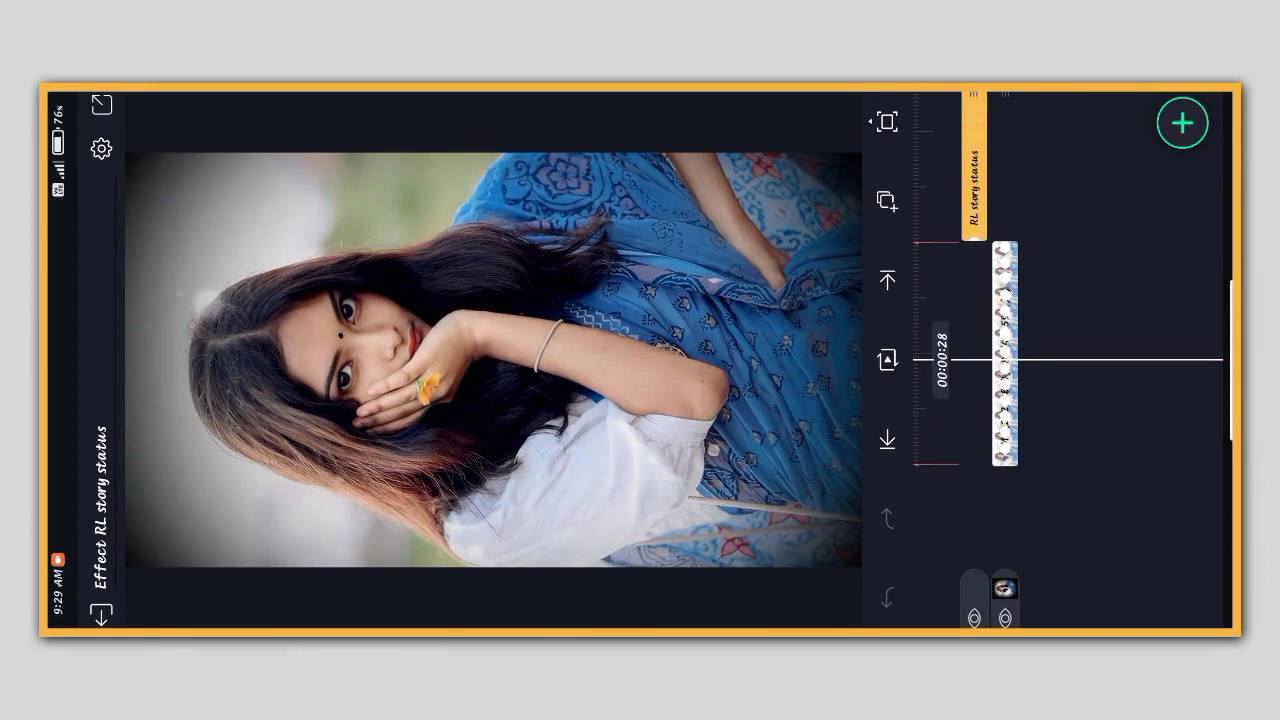 9:29 AM
76%
Effect RL story status
00:00:28
RL story status